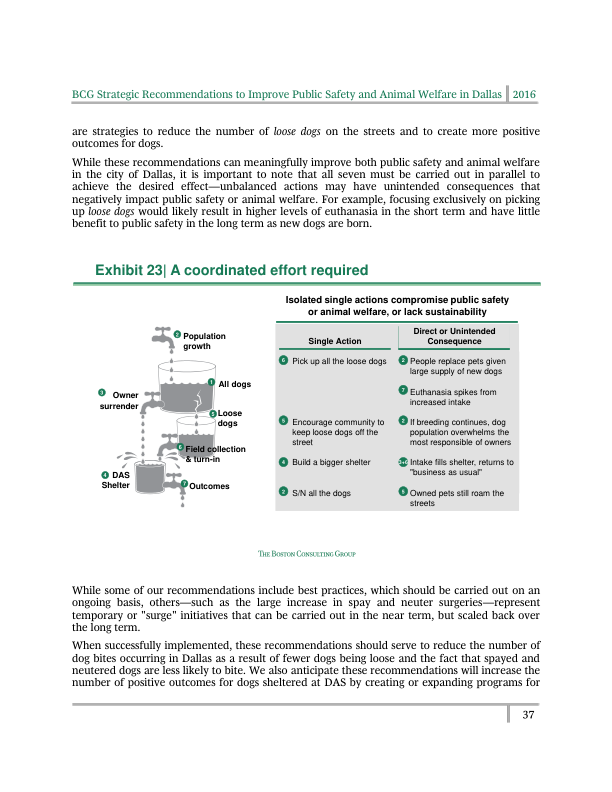 BCG Strategic Recommendations to Improve Public Safety and Animal Welfare in Dallas 2016
are strategies to reduce the number of loose dogs on the streets and to create more positive
outcomes for dogs.
While these recommendations can meaningfully improve both public safety and animal welfare
in the city of Dallas, it is important to note that all seven must be carried out in parallel to
achieve the desired effect—unbalanced actions may have unintended consequences that
negatively impact public safety or animal welfare. For example, focusing exclusively on picking
up loose dogs would likely result in higher levels of euthanasia in the short term and have little
benefit to public safety in the long term as new dogs are born.
Exhibit 23| A coordinated effort required
2 Population
growth
1 All dogs
3 Owner
surrender
5 Loose
dogs
6 Field collection
& turn-in
4 DAS
Shelter
7 Outcomes
Isolated single actions compromise public safety
or animal welfare, or lack sustainability
Single Action
Direct or Unintended
Consequence
6 Pick up all the loose dogs
2 People replace pets given
large supply of new dogs
7 Euthanasia spikes from
increased intake
5 Encourage community to
keep loose dogs off the
street
2 If breeding continues, dog
population overwhelms the
most responsible of owners
4 Build a bigger shelter
Intake fills shelter, returns to
"business as usual"
2 S/N all the dogs
5 Owned pets still roam the
streets
THE BOSTON CONSULTING GROUP
While some of our recommendations include best practices, which should be carried out on an
ongoing basis, others—such as the large increase in spay and neuter surgeries—represent
temporary or "surge" initiatives that can be carried out in the near term, but scaled back over
the long term.
When successfully implemented, these recommendations should serve to reduce the number of
dog bites occurring in Dallas as a result of fewer dogs being loose and the fact that spayed and
neutered dogs are less likely to bite. We also anticipate these recommendations will increase the
number of positive outcomes for dogs sheltered at DAS by creating or expanding programs for
37